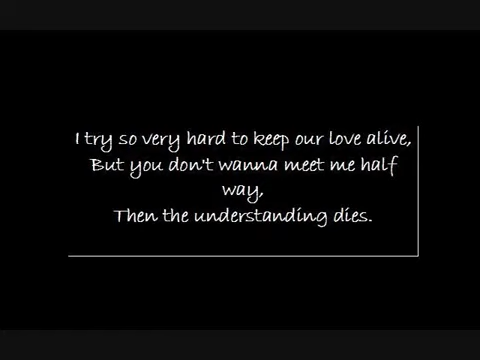 I try so very hard to keep our love alive,
But you don't wanna meet me half
way,
Then the understanding dies.